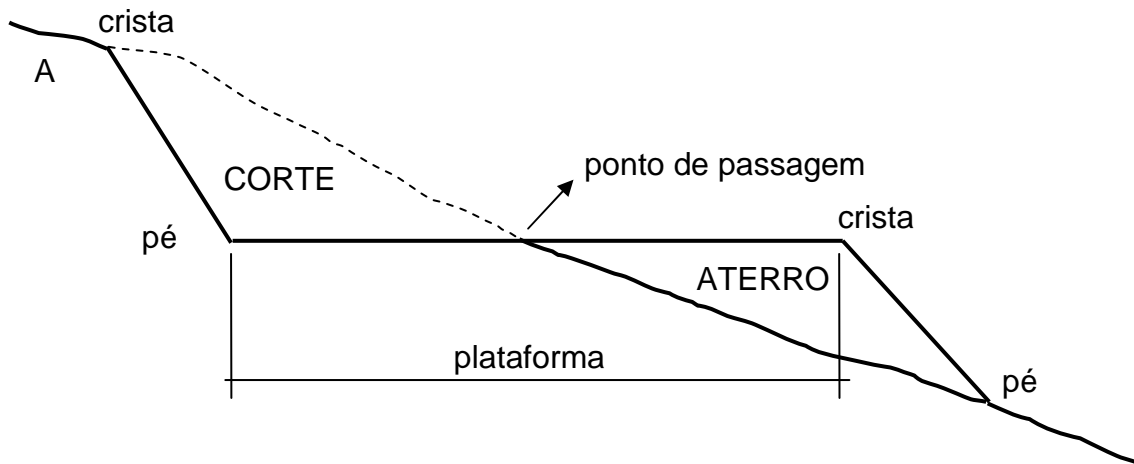 crista
A
ponto de passagem
CORTE
crista
pé
ATERRO
plataforma
pé